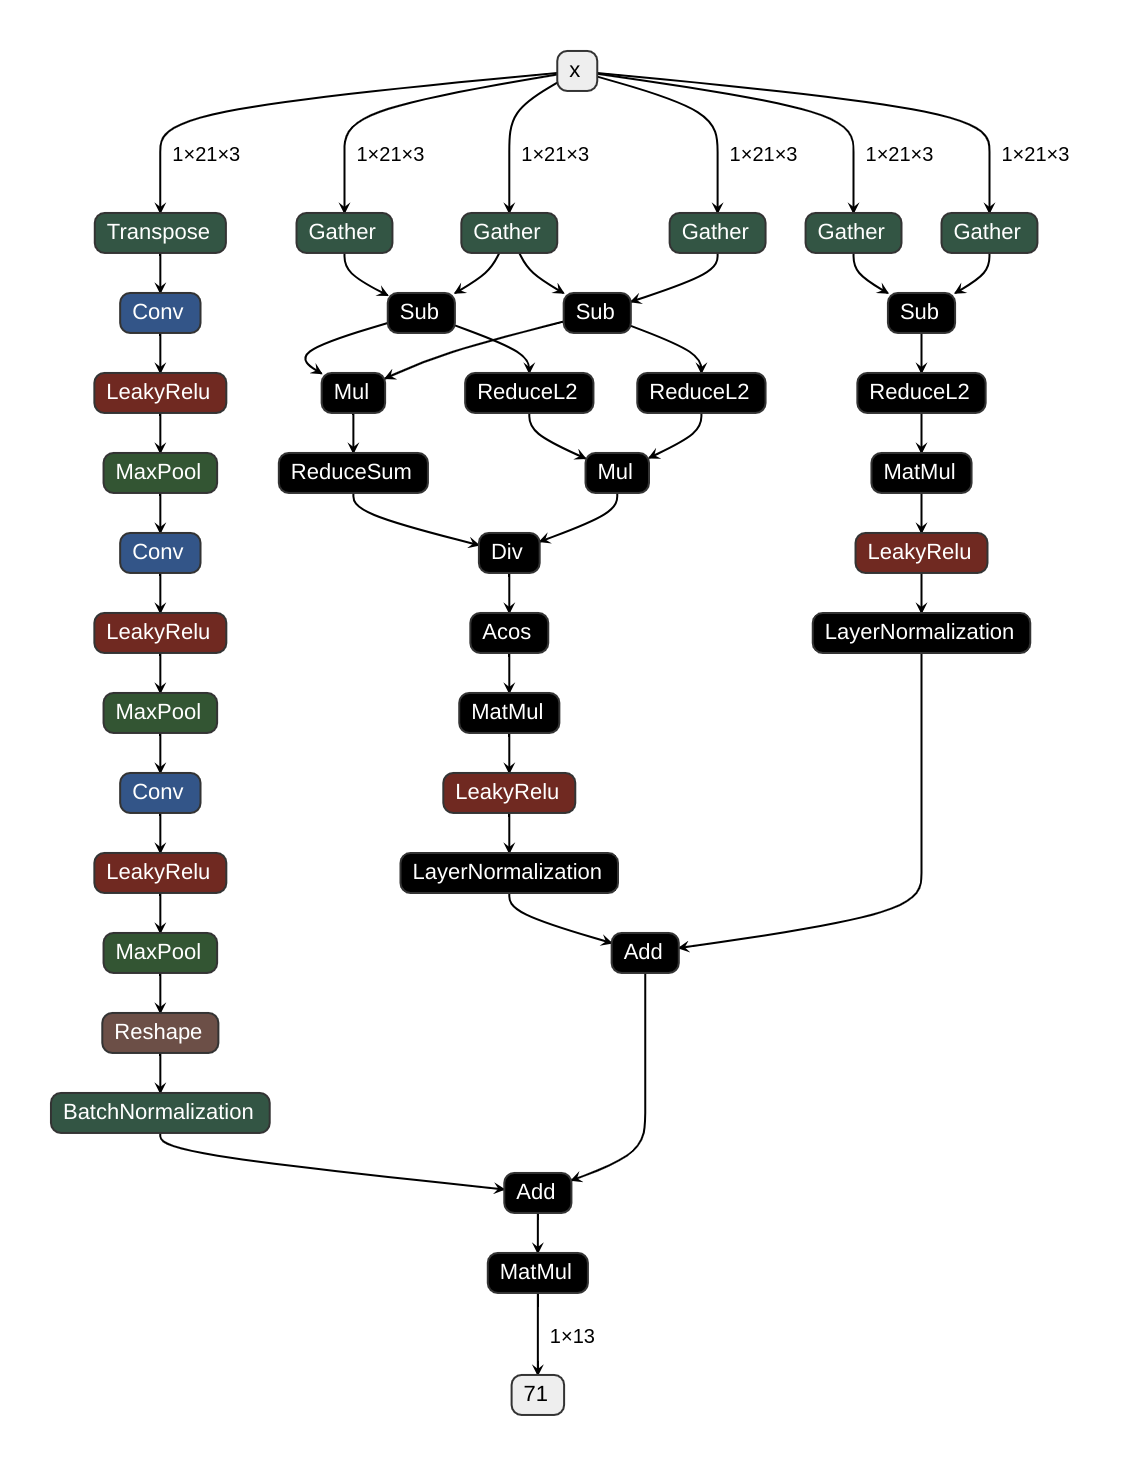 x
1×21×3 1×21×3 1×21×3 1×21×3 1×21×3 1×21×3
Transpose Gather Gather Gather Gather Gather
Conv Sub Sub Sub
LeakyRelu Mul ReduceL2 ReduceL2 ReduceL2
MaxPool ReduceSum Mul MatMul
Conv Div LeakyRelu
LeakyRelu Acos LayerNormalization
MaxPool MatMul
Conv LeakyRelu
LeakyRelu LayerNormalization
MaxPool Add
Reshape
BatchNormalization
Add
MatMul
1×13
71